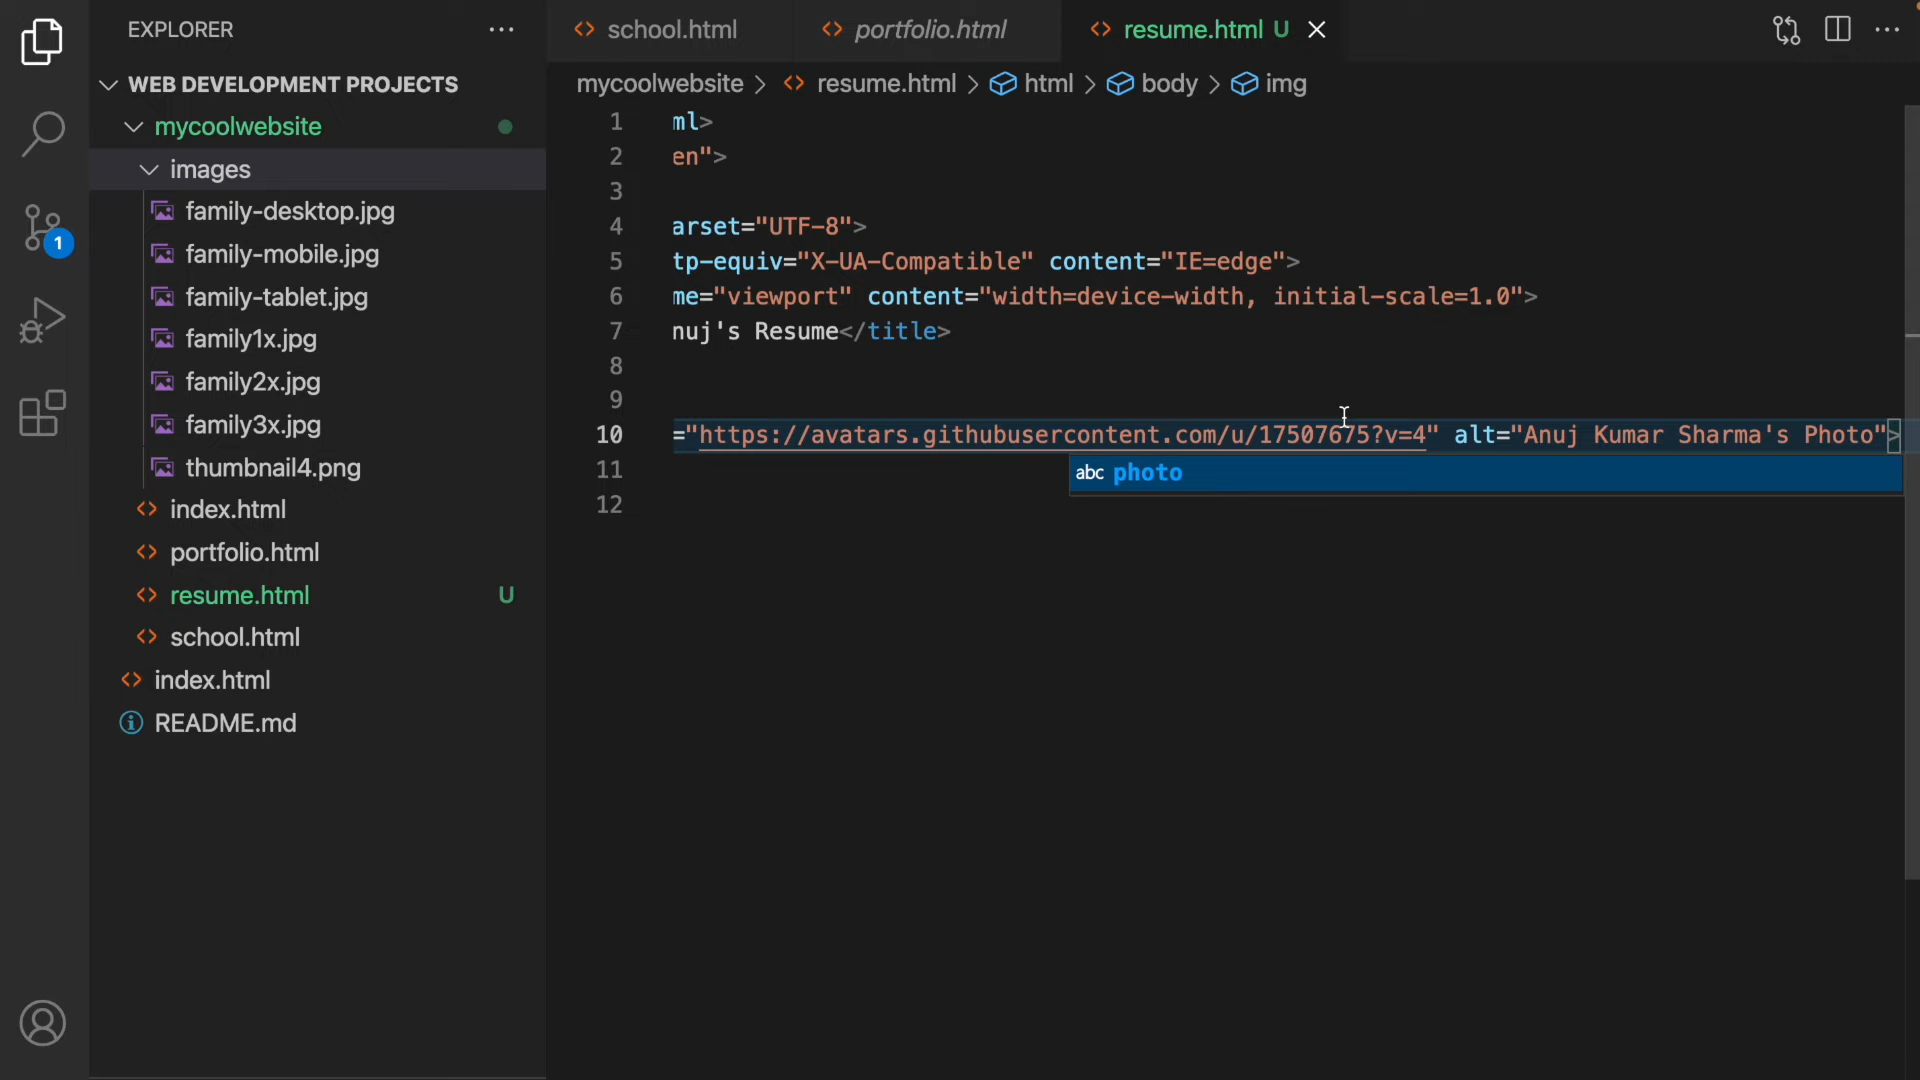 EXPLORER
WEB DEVELOPMENT PROJECTS
mycoolwebsite
images
family-desktop.jpg
family-mobile.jpg
family-tablet.jpg
family1x.jpg
family2x.jpg
family3x.jpg
thumbnail4.png
index.html
portfolio.html
resume.html U
school.html
index.html
README.md
1
school.html portfolio.html resume.html U
mycoolwebsite > resume.html > html > body > img
1 ml>
2 en">
3
4 arset="UTF-8">
5 tp-equiv="X-UA-Compatible" content="IE=edge">
6 me="viewport" content="width=device-width, initial-scale=1.0">
7 nuj's Resume</title>
8
9
10 ="https://avatars.githubusercontent.com/u/17507675?v=4" alt="Anuj Kumar Sharma's Photo">
abc photo
11
12